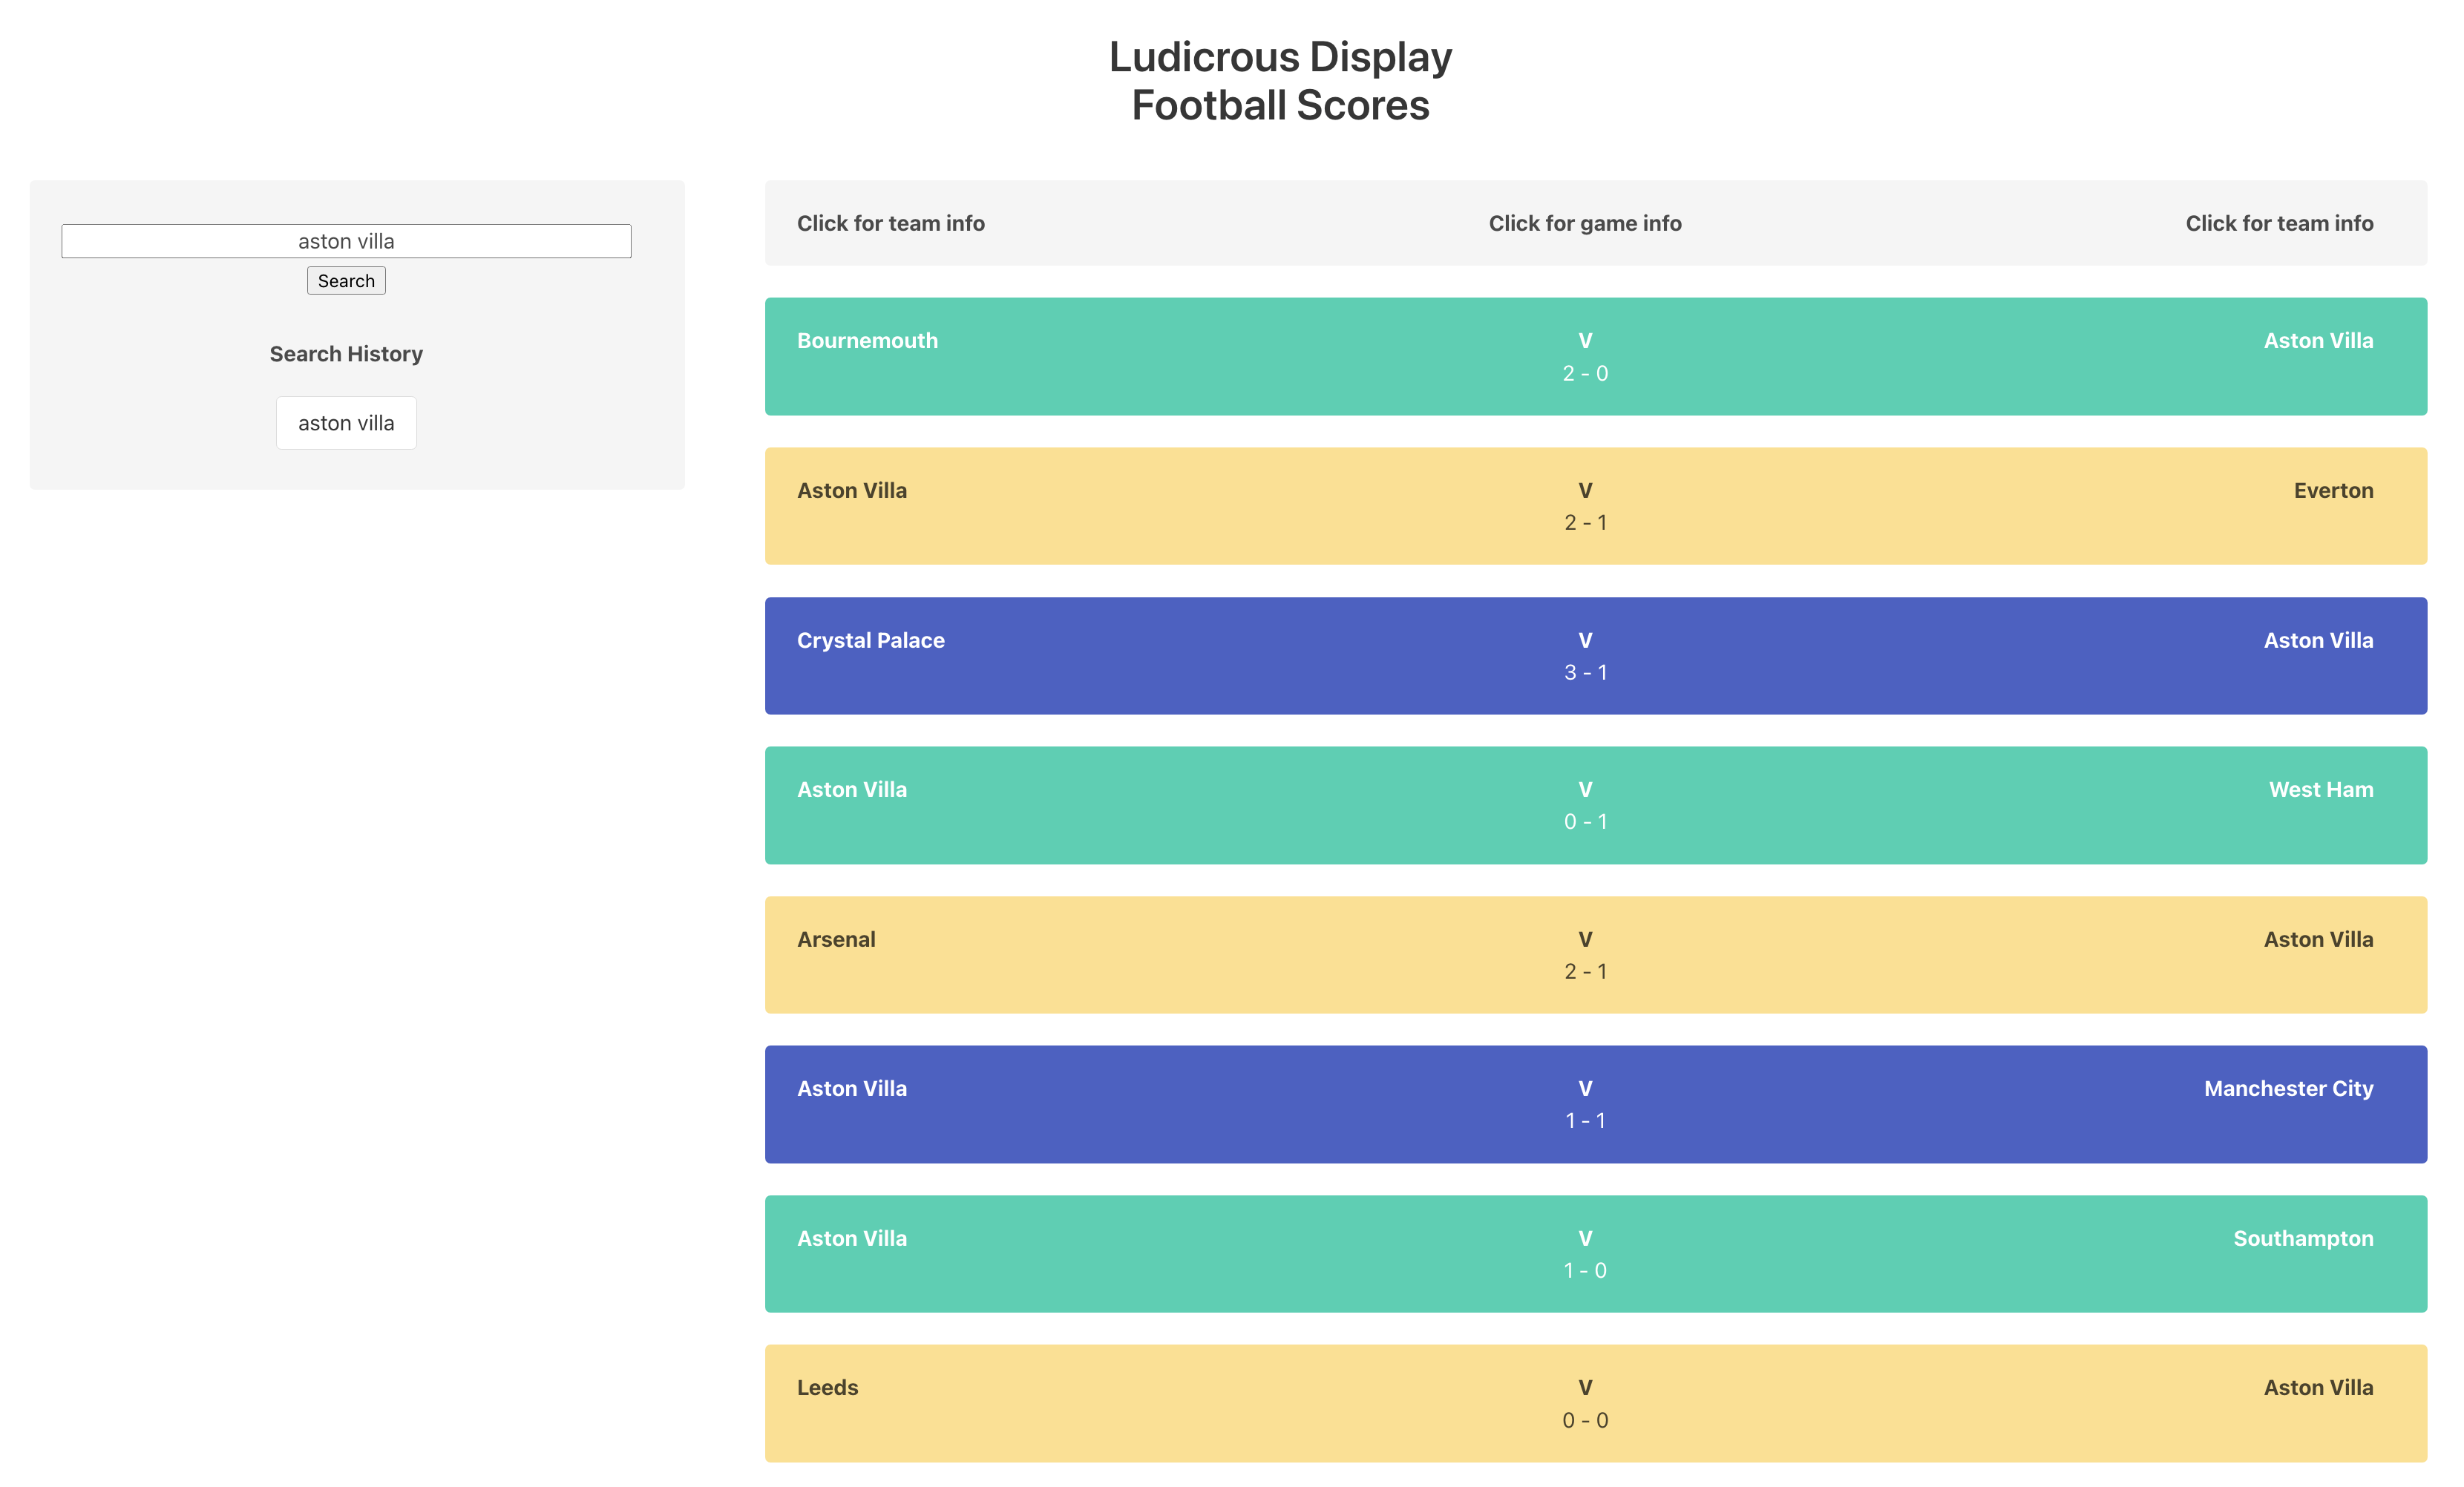 Ludicrous Display
Football Scores
aston villa
Search
Search History
aston villa
Click for team info Click for game info Click for team info
Bournemouth V Aston Villa
2 - 0
Aston Villa V Everton
2 - 1
Crystal Palace V Aston Villa
3 - 1
Aston Villa V West Ham
0 - 1
Arsenal V Aston Villa
2 - 1
Aston Villa V Manchester City
1 - 1
Aston Villa V Southampton
1 - 0
Leeds V Aston Villa
0 - 0